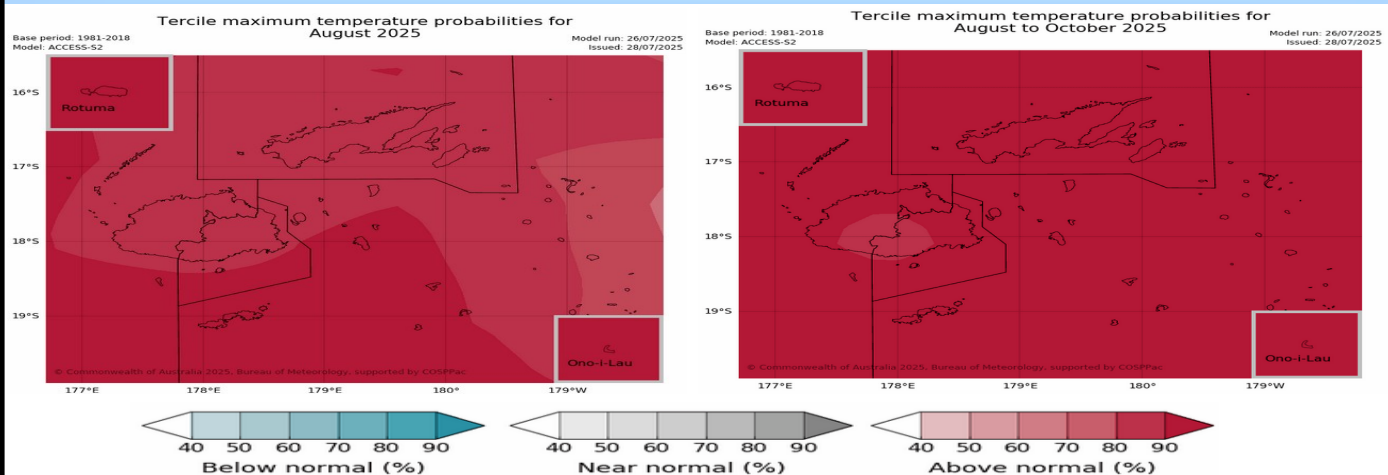 Tercile maximum temperature probabilities for
August 2025
Base period: 1981-2018
Model: ACCESS-S2
Model run: 26/07/2025
Issued: 28/07/2025
Rotuma
16°S
17°S
18°S
19°S
Ono-i-Lau
© Commonwealth of Australia 2025, Bureau of Meteorology, supported by COSPPac
177°E 178°E 179°E 180° 179°W
Tercile maximum temperature probabilities for
August to October 2025
Base period: 1981-2018
Model: ACCESS-S2
Model run: 26/07/2025
Issued: 28/07/2025
Rotuma
16°S
17°S
18°S
19°S
Ono-i-Lau
© Commonwealth of Australia 2025, Bureau of Meteorology, supported by COSPPac
177°E 178°E 179°E 180° 179°W
40 50 60 70 80 90
Below normal (%)
40 50 60 70 80 90
Near normal (%)
40 50 60 70 80 90
Above normal (%)